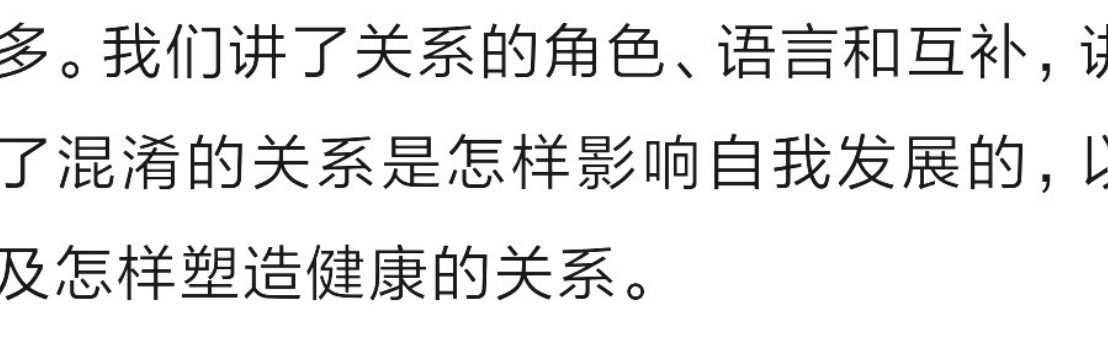 多。我们讲了关系的角色、语言和互补，讲
了混淆的关系是怎样影响自我发展的，以
及怎样塑造健康的关系。